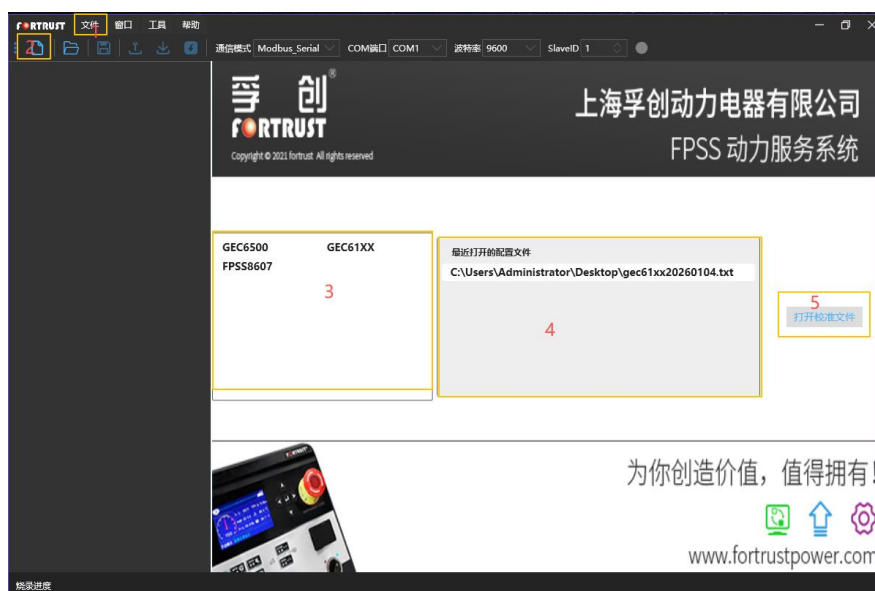 FORTRUST 文件 窗口 工具 帮助
1
2
通信模式 Modbus_Serial COM端口 COM1 波特率 9600 SlaveID 1
孚创®
FORTRUST
Copyright © 2021 fortrust All rights reserved
上海孚创动力电器有限公司
FPSS 动力服务系统
GEC6500 GEC61XX
FPSS8607
3
最近打开的配置文件
C:\Users\Administrator\Desktop\gec61xx20260104.txt
4
5
打开校准文件
FORTRUST
为你创造价值，值得拥有!
www.fortrustpower.com
烧录进度